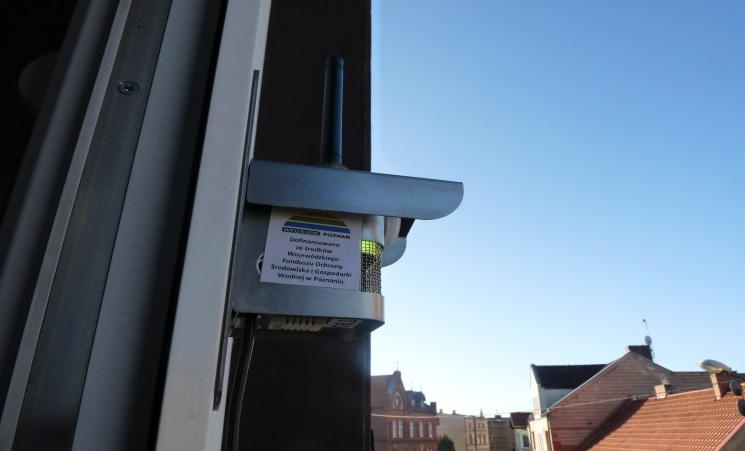 WFOŚiGW POZNAŃ
Dofinansowano
ze środków
Wojewódzkiego
Funduszu Ochrony
Środowiska i Gospodarki
Wodnej w Poznaniu